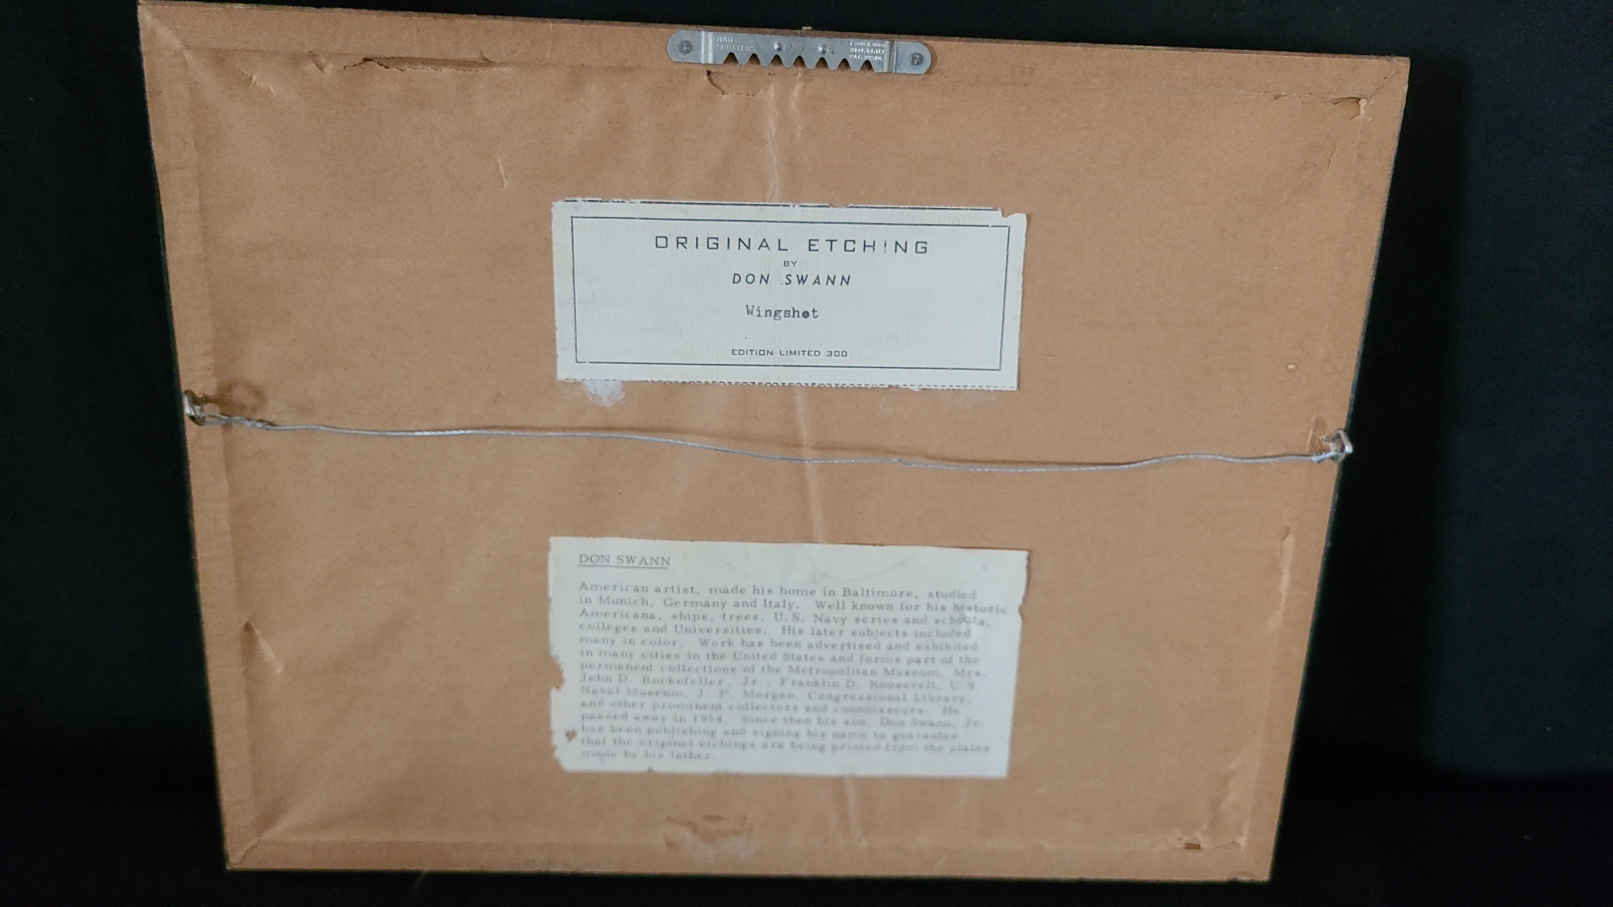 ORIGINAL ETCHING
BY
DON SWANN
Wingshot
EDITION LIMITED 300
DON SWANN
American artist, made his home in Baltimore, studied
in Munich, Germany and Italy. Well known for his historic
Americana, ships, trees, U.S. Navy series and schools,
colleges and Universities. His later subjects included
many in color. Work has been advertised and exhibited
in many cities in the United States and forms part of the
permanent collections of the Metropolitan Museum, Mrs.
John D. Rockefeller, Jr., Franklin D. Roosevelt, U.S.
Naval Museum, J. P. Morgan, Congressional Library,
and other prominent collectors and connoisseurs. He
passed away in 1954. Since then his son, Don Swann, Jr.
has been publishing and signing his name to guarantee
that the original etchings are being printed from the plates
made by his father.